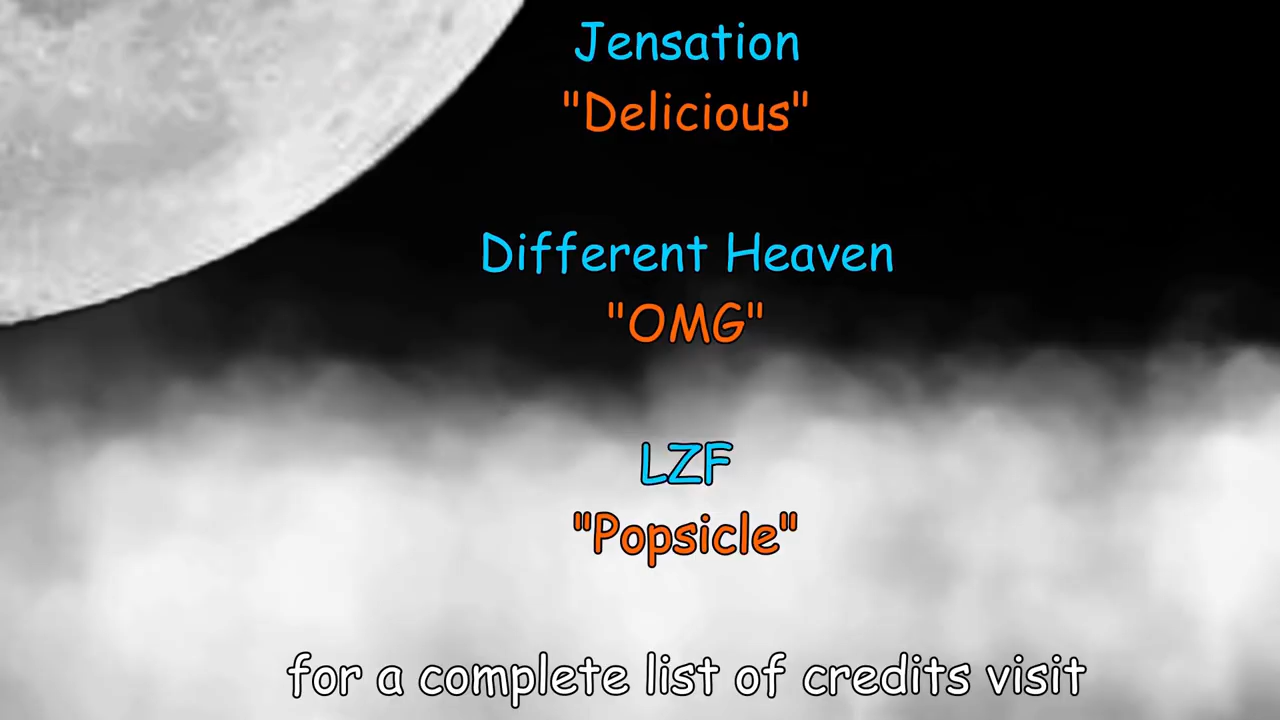 Jensation
"Delicious"
Different Heaven
"OMG"
LZF
"Popsicle"
for a complete list of credits visit